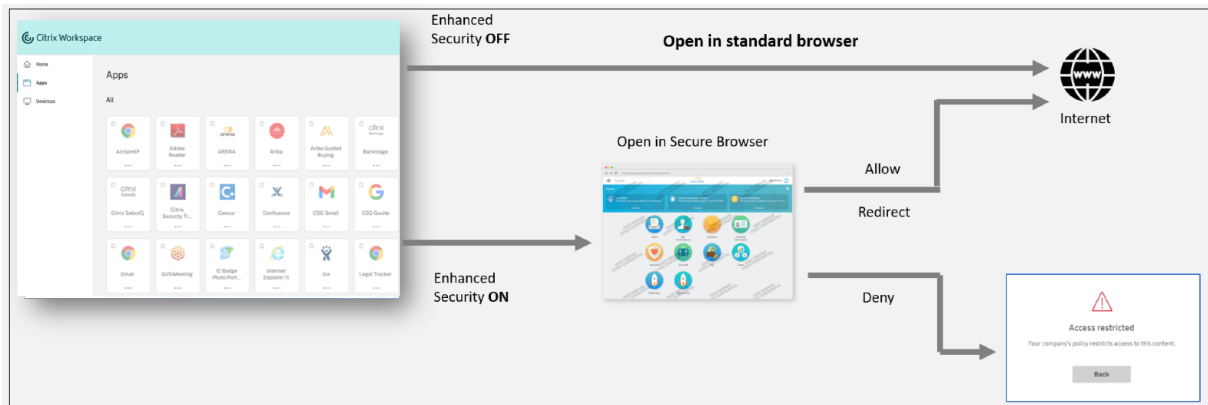 Citrix Workspace
Home
Apps
Desktops
Apps
All
AcclaimIP
Adobe
Reader
ARENA
Ariba
Ariba Guided
Buying
citrix
Backstage
citrix
SalesIQ
Citrix SalesIQ
Citrix
Security Tr...
Concur
Confluence
CSG Gmail
CSG Gsuite
Gmail
GoToMeeting
ID Badge
Photo Port...
Internet
Explorer 11
Jira
Legal Tracker
Enhanced
Security OFF
Open in standard browser
WWW
Internet
Open in Secure Browser
Allow
Redirect
Enhanced
Security ON
Deny
Access restricted
Your company's policy restricts access to this content.
Back